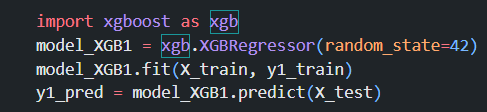 import xgboost as xgb
model_XGB1 = xgb.XGBRegressor(random_state=42)
model_XGB1.fit(X_train, y1_train)
y1_pred = model_XGB1.predict(X_test)